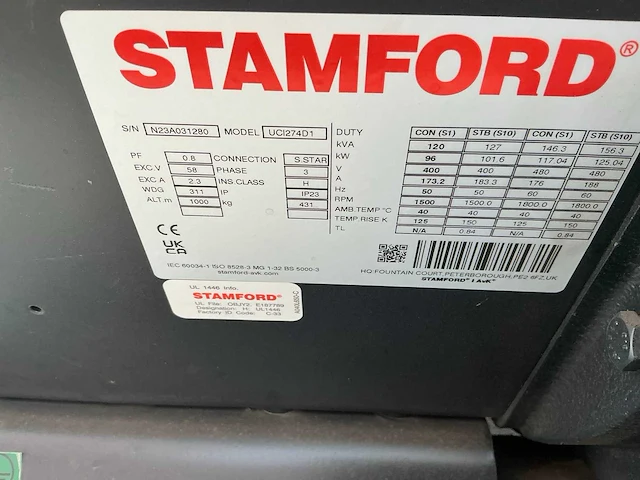 STAMFORD®
S/N N23A031280 MODEL UCI274D1
PF 0.8 CONNECTION S.STAR
EXC.V 58 PHASE 3
EXC.A 2.3 INS.CLASS H
WDG 311 IP IP23
ALT.m 1000 kg 431
DUTY CON (S1) STB (S10) CON (S1) STB (S10)
kVA 120 127 146.3 156.3
kW 96 101.6 117.04 125.04
V 400 400 480 480
A 173.2 183.3 176 188
Hz 50 50 60 60
RPM 1500 1500.0 1800.0 1800.0
AMB.TEMP °C 40 40 40 40
TEMP.RISE K 125 150 125 150
TL N/A 0.84 N/A 0.84
CE
UK
CA
IEC 60034-1 ISO 8528-3 MG 1-32 BS 5000-3
stamford-avk.com
HQ:FOUNTAIN COURT,PETERBOROUGH,PE2 6FZ,UK
STAMFORD | AvK™
UL 1446 Info.
STAMFORD®
UL File: OBJY2, E187789
Designation: H: UL1446
Factory ID Code: C-33